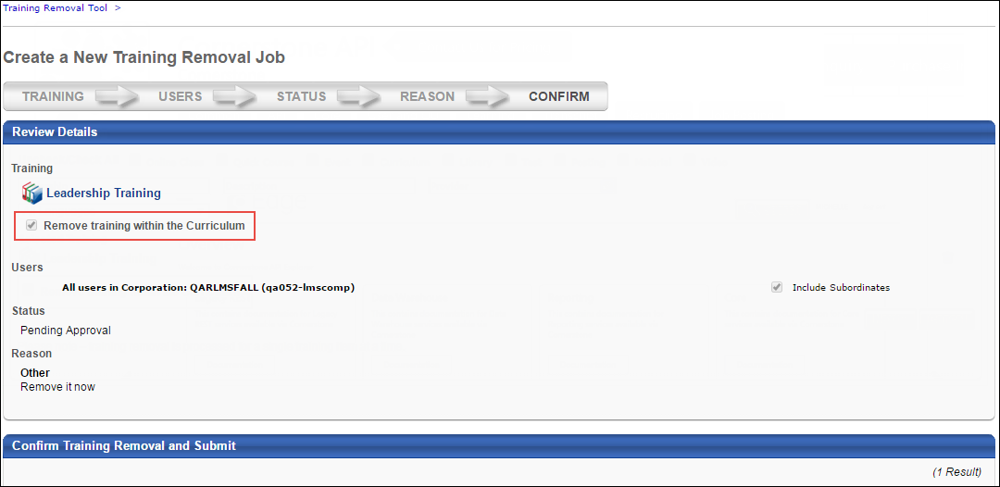 Training Removal Tool >
Create a New Training Removal Job
TRAINING USERS STATUS REASON CONFIRM
Review Details
Training
Leadership Training
Remove training within the Curriculum
Users
All users in Corporation: QARLMSFALL (qa052-lmscomp) Include Subordinates
Status
Pending Approval
Reason
Other
Remove it now
Confirm Training Removal and Submit
(1 Result)